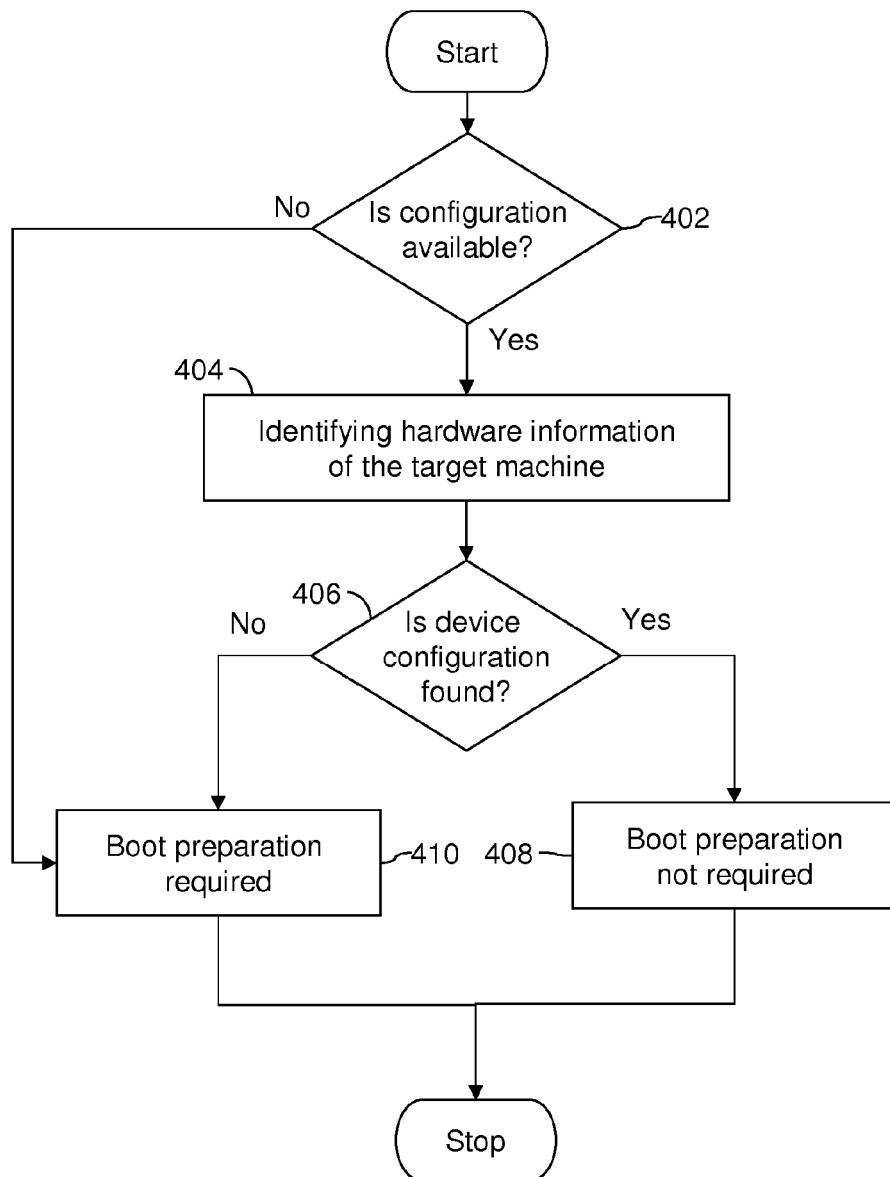 Start
No
Is configuration
available?
402
Yes
404
Identifying hardware information
of the target machine
406
No
Is device
configuration
found?
Yes
Boot preparation
required
410
408
Boot preparation
not required
Stop